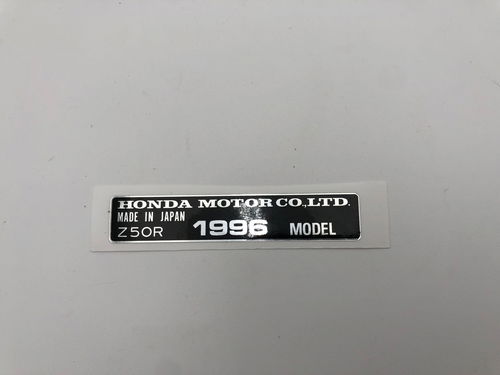 HONDA MOTOR CO.,LTD.
MADE IN JAPAN
Z50R 1996 MODEL